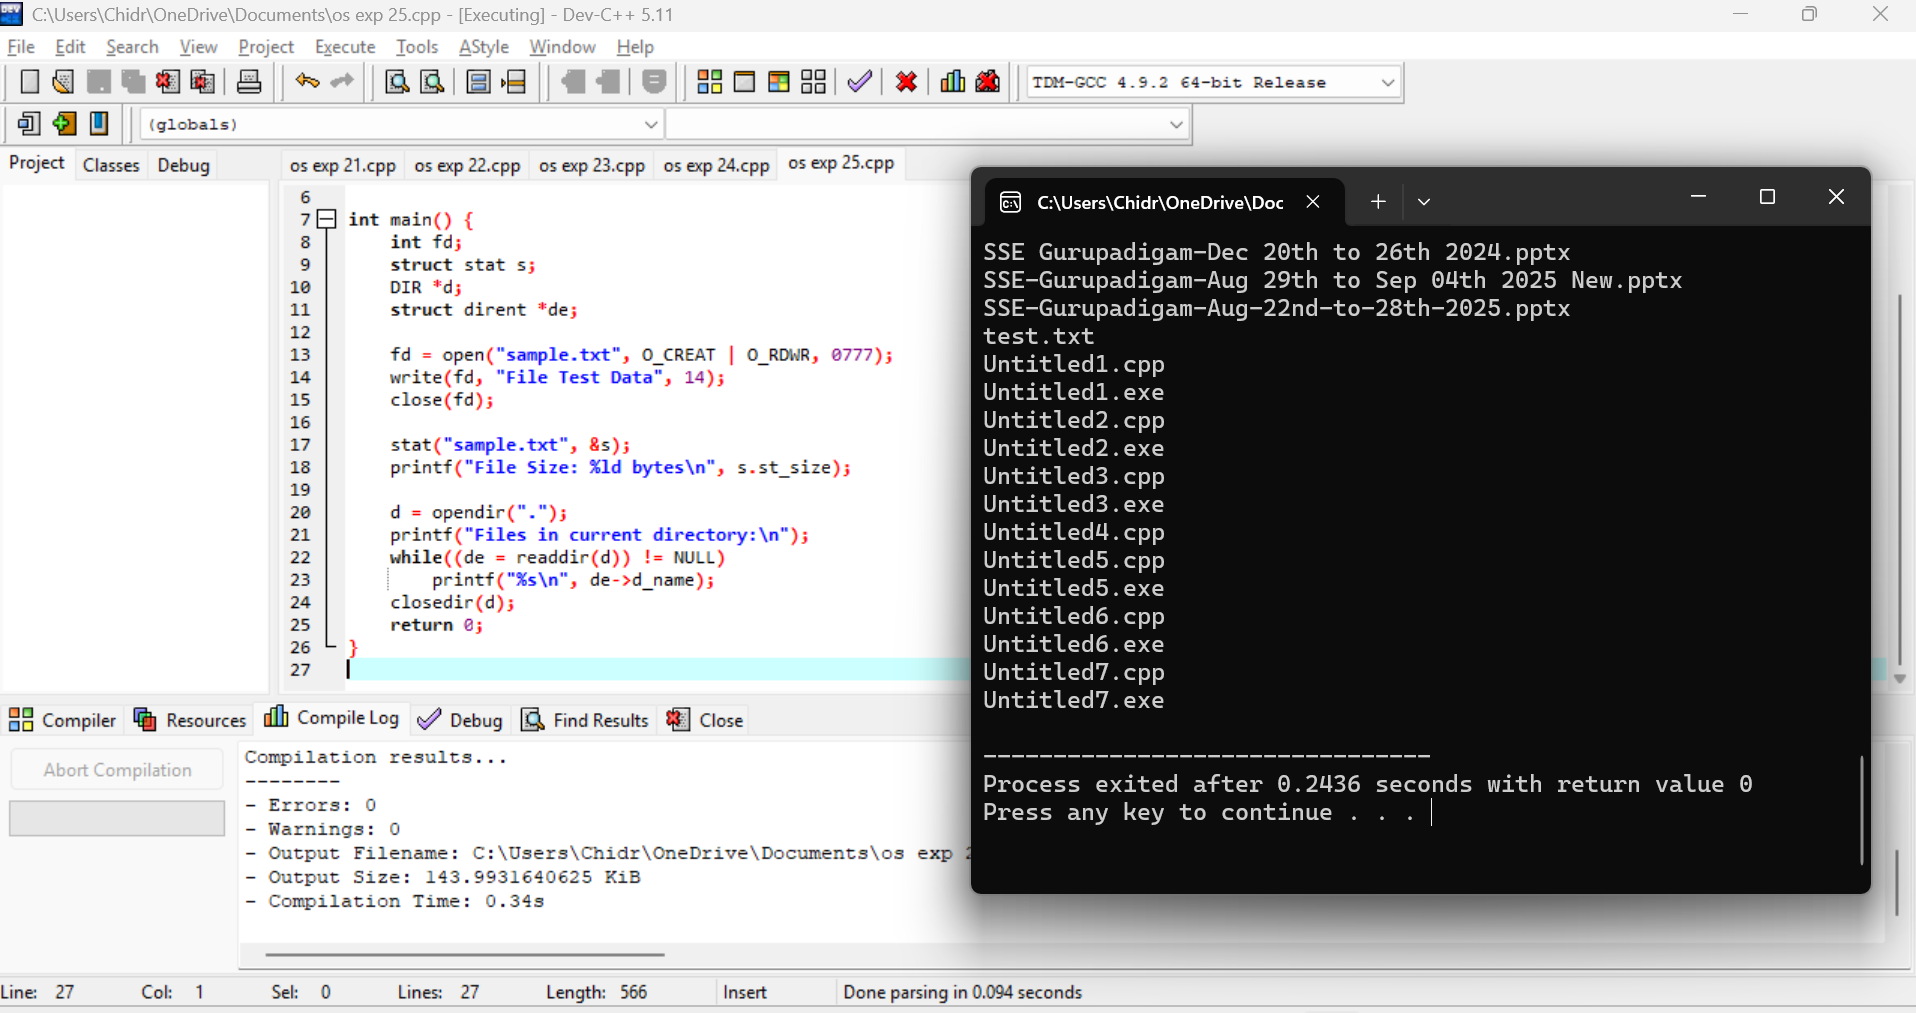 C:\Users\Chidr\OneDrive\Documents\os exp 25.cpp - [Executing] - Dev-C++ 5.11
File Edit Search View Project Execute Tools AStyle Window Help
TDM-GCC 4.9.2 64-bit Release
(globals)
Project Classes Debug
os exp 21.cpp os exp 22.cpp os exp 23.cpp os exp 24.cpp os exp 25.cpp
6
7 int main() {
8 int fd;
9 struct stat s;
10 DIR *d;
11 struct dirent *de;
12
13 fd = open("sample.txt", O_CREAT | O_RDWR, 0777);
14 write(fd, "File Test Data", 14);
15 close(fd);
16
17 stat("sample.txt", &s);
18 printf("File Size: %ld bytes\n", s.st_size);
19
20 d = opendir(".");
21 printf("Files in current directory:\n");
22 while((de = readdir(d)) != NULL)
23 printf("%s\n", de->d_name);
24 closedir(d);
25 return 0;
26 }
27
C:\Users\Chidr\OneDrive\Doc
SSE Gurupadigam-Dec 20th to 26th 2024.pptx
SSE-Gurupadigam-Aug 29th to Sep 04th 2025 New.pptx
SSE-Gurupadigam-Aug-22nd-to-28th-2025.pptx
test.txt
Untitled1.cpp
Untitled1.exe
Untitled2.cpp
Untitled2.exe
Untitled3.cpp
Untitled3.exe
Untitled4.cpp
Untitled5.cpp
Untitled5.exe
Untitled6.cpp
Untitled6.exe
Untitled7.cpp
Untitled7.exe
--------------------------------
Process exited after 0.2436 seconds with return value 0
Press any key to continue . . .
Compiler Resources Compile Log Debug Find Results Close
Abort Compilation
Compilation results...
--------
- Errors: 0
- Warnings: 0
- Output Filename: C:\Users\Chidr\OneDrive\Documents\os exp 2
- Output Size: 143.9931640625 KiB
- Compilation Time: 0.34s
Line: 27 Col: 1 Sel: 0 Lines: 27 Length: 566 Insert Done parsing in 0.094 seconds